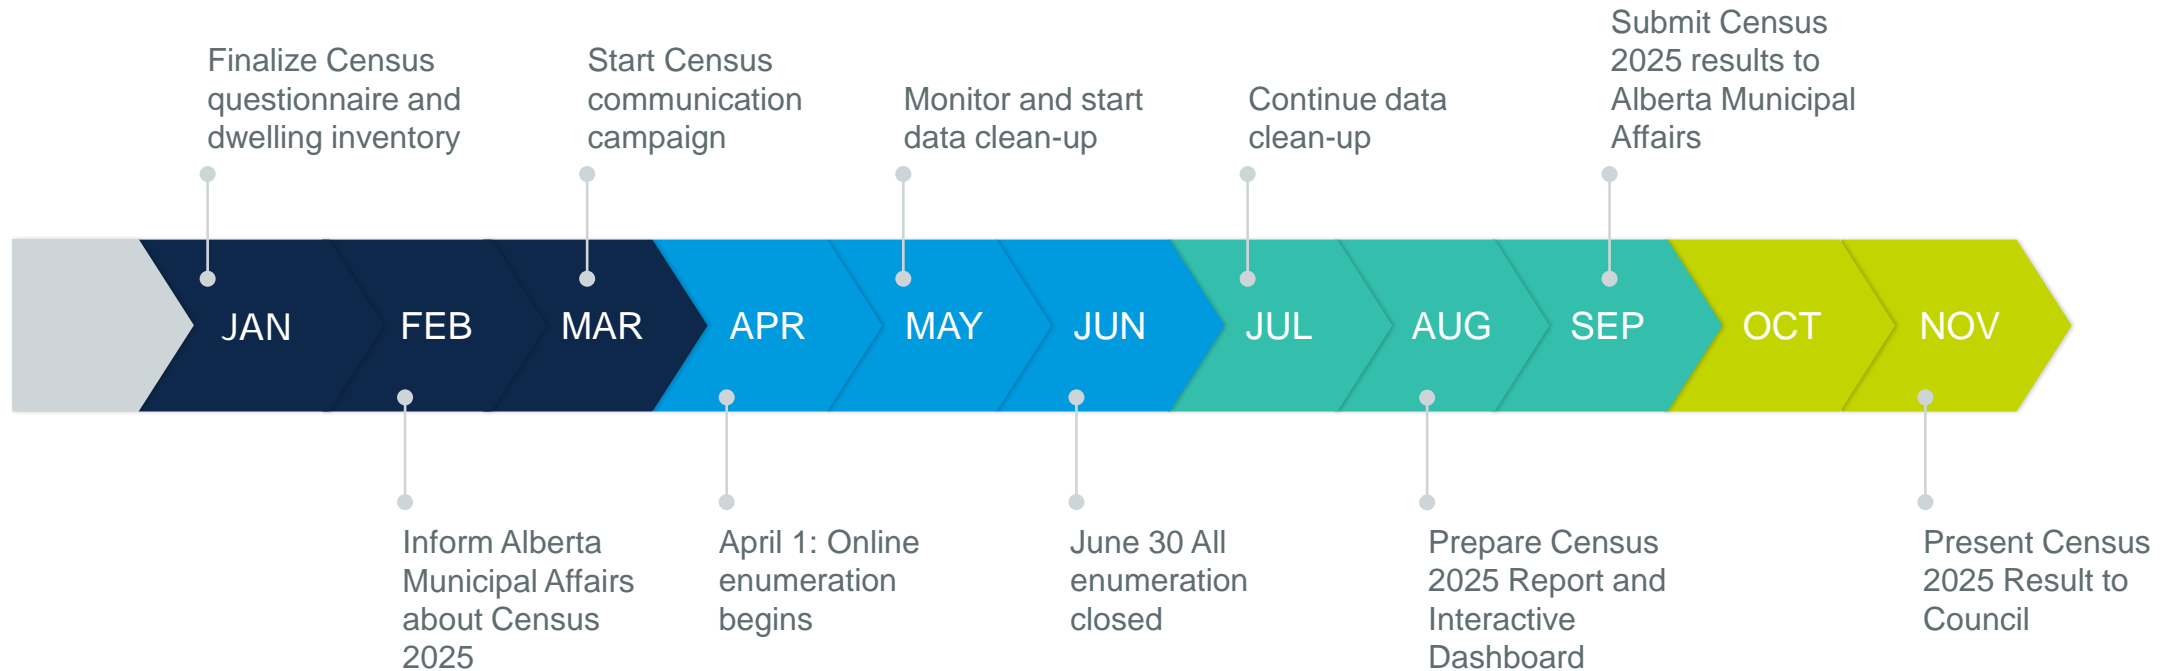 Finalize Census
questionnaire and
dwelling inventory
Start Census
communication
campaign
Monitor and start
data clean-up
Continue data
clean-up
Submit Census
2025 results to
Alberta Municipal
Affairs
JAN
FEB
MAR
APR
MAY
JUN
JUL
AUG
SEP
OCT
NOV
Inform Alberta
Municipal Affairs
about Census
2025
April 1: Online
enumeration
begins
June 30 All
enumeration
closed
Prepare Census
2025 Report and
Interactive
Dashboard
Present Census
2025 Result to
Council